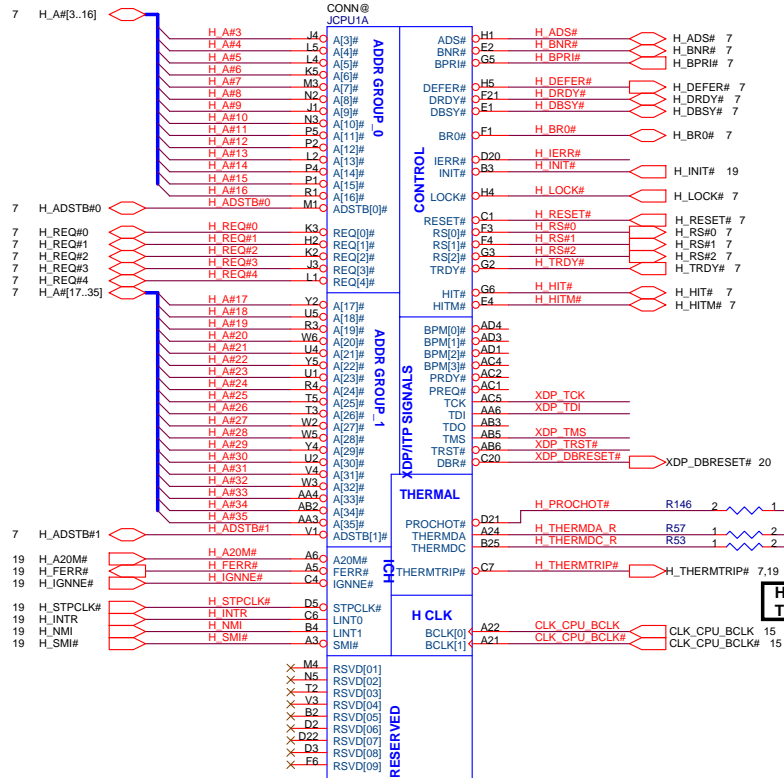 CONN@
JCPU1A
7 H_A#[3..16]
H_A#3 J4 A[3]#
H_A#4 L5 A[4]#
H_A#5 L4 A[5]#
H_A#6 K5 A[6]#
H_A#7 M3 A[7]#
H_A#8 N2 A[8]#
H_A#9 J1 A[9]#
H_A#10 N3 A[10]#
H_A#11 P5 A[11]#
H_A#12 P2 A[12]#
H_A#13 L2 A[13]#
H_A#14 P4 A[14]#
H_A#15 P1 A[15]#
H_A#16 R1 A[16]#
7 H_ADSTB#0 H_ADSTB#0 M1 ADSTB[0]#
7 H_REQ#0 H_REQ#0 K3 REQ[0]#
7 H_REQ#1 H_REQ#1 H2 REQ[1]#
7 H_REQ#2 H_REQ#2 K2 REQ[2]#
7 H_REQ#3 H_REQ#3 J3 REQ[3]#
7 H_REQ#4 H_REQ#4 L1 REQ[4]#
ADDR GROUP_0
7 H_A#[17..35]
H_A#17 Y2 A[17]#
H_A#18 U5 A[18]#
H_A#19 R3 A[19]#
H_A#20 W6 A[20]#
H_A#21 U4 A[21]#
H_A#22 Y5 A[22]#
H_A#23 U1 A[23]#
H_A#24 R4 A[24]#
H_A#25 T5 A[25]#
H_A#26 T3 A[26]#
H_A#27 W2 A[27]#
H_A#28 W5 A[28]#
H_A#29 Y4 A[29]#
H_A#30 U2 A[30]#
H_A#31 V4 A[31]#
H_A#32 W3 A[32]#
H_A#33 AA4 A[33]#
H_A#34 AB2 A[34]#
H_A#35 AA3 A[35]#
7 H_ADSTB#1 H_ADSTB#1 V1 ADSTB[1]#
ADDR GROUP_1
19 H_A20M# H_A20M# A6 A20M#
19 H_FERR# H_FERR# A5 FERR#
19 H_IGNNE# H_IGNNE# C4 IGNNE#
19 H_STPCLK# H_STPCLK# D5 STPCLK#
19 H_INTR H_INTR C6 LINT0
19 H_NMI H_NMI B4 LINT1
19 H_SMI# H_SMI# A3 SMI#
ICH
M4 RSVD[01]
N5 RSVD[02]
T2 RSVD[03]
V3 RSVD[04]
B2 RSVD[05]
D2 RSVD[06]
D22 RSVD[07]
D3 RSVD[08]
F6 RSVD[09]
RESERVED
CONTROL
ADS# H1 H_ADS# H_ADS# 7
BNR# E2 H_BNR# H_BNR# 7
BPRI# G5 H_BPRI# H_BPRI# 7
DEFER# H5 H_DEFER# H_DEFER# 7
DRDY# F21 H_DRDY# H_DRDY# 7
DBSY# E1 H_DBSY# H_DBSY# 7
BR0# F1 H_BR0# H_BR0# 7
IERR# D20 H_IERR#
INIT# B3 H_INIT# H_INIT# 19
LOCK# H4 H_LOCK# H_LOCK# 7
RESET# C1 H_RESET# H_RESET# 7
RS[0]# F3 H_RS#0 H_RS#0 7
RS[1]# F4 H_RS#1 H_RS#1 7
RS[2]# G3 H_RS#2 H_RS#2 7
TRDY# G2 H_TRDY# H_TRDY# 7
HIT# G6 H_HIT# H_HIT# 7
HITM# E4 H_HITM# H_HITM# 7
XDP/ITP SIGNALS
BPM[0]# AD4
BPM[1]# AD3
BPM[2]# AD1
BPM[3]# AC4
PRDY# AC2
PREQ# AC1
TCK AC5 XDP_TCK
TDI AA6 XDP_TDI
TDO AB3
TMS AB5 XDP_TMS
TRST# AB6 XDP_TRST#
DBR# C20 XDP_DBRESET# XDP_DBRESET# 20
THERMAL
PROCHOT# D21 H_PROCHOT# R146 2 1
THERMDA A24 H_THERMDA_R R57 1 2
THERMDC B25 H_THERMDC_R R53 1 2
THERMTRIP# C7 H_THERMTRIP# H_THERMTRIP# 7,19
H
T
H CLK
BCLK[0] A22 CLK_CPU_BCLK CLK_CPU_BCLK 15
BCLK[1] A21 CLK_CPU_BCLK# CLK_CPU_BCLK# 15